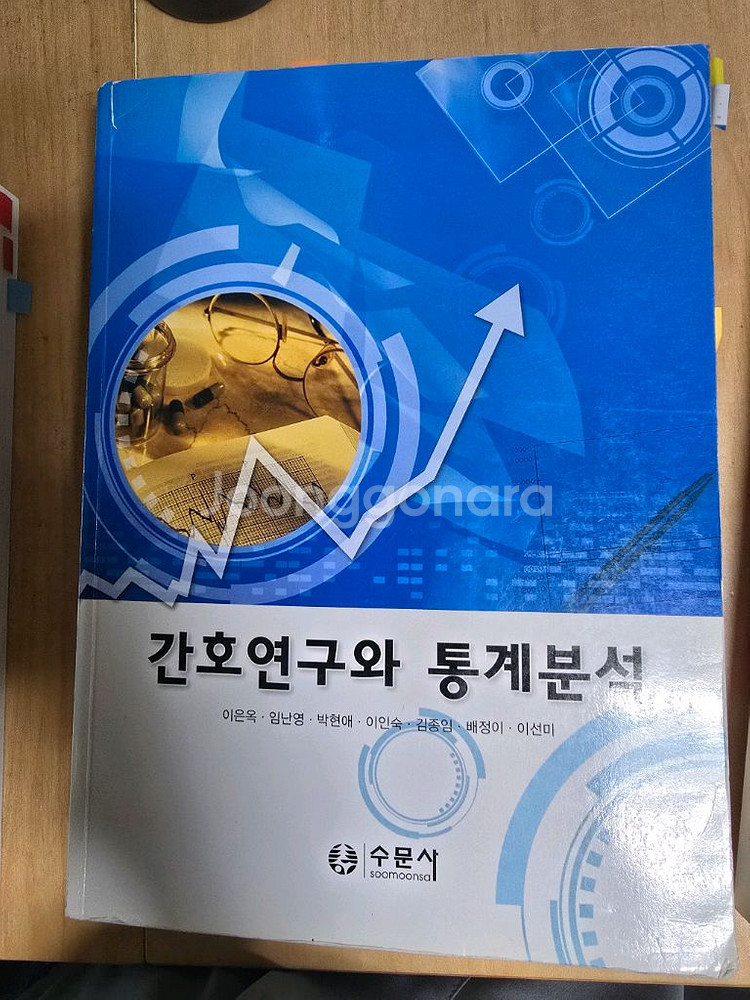 Joonggonara
간호연구와 통계분석
이은옥 · 임난영 · 박현애 · 이인숙 · 김종임 · 배정이 · 이선미
수문사
soomoonsa